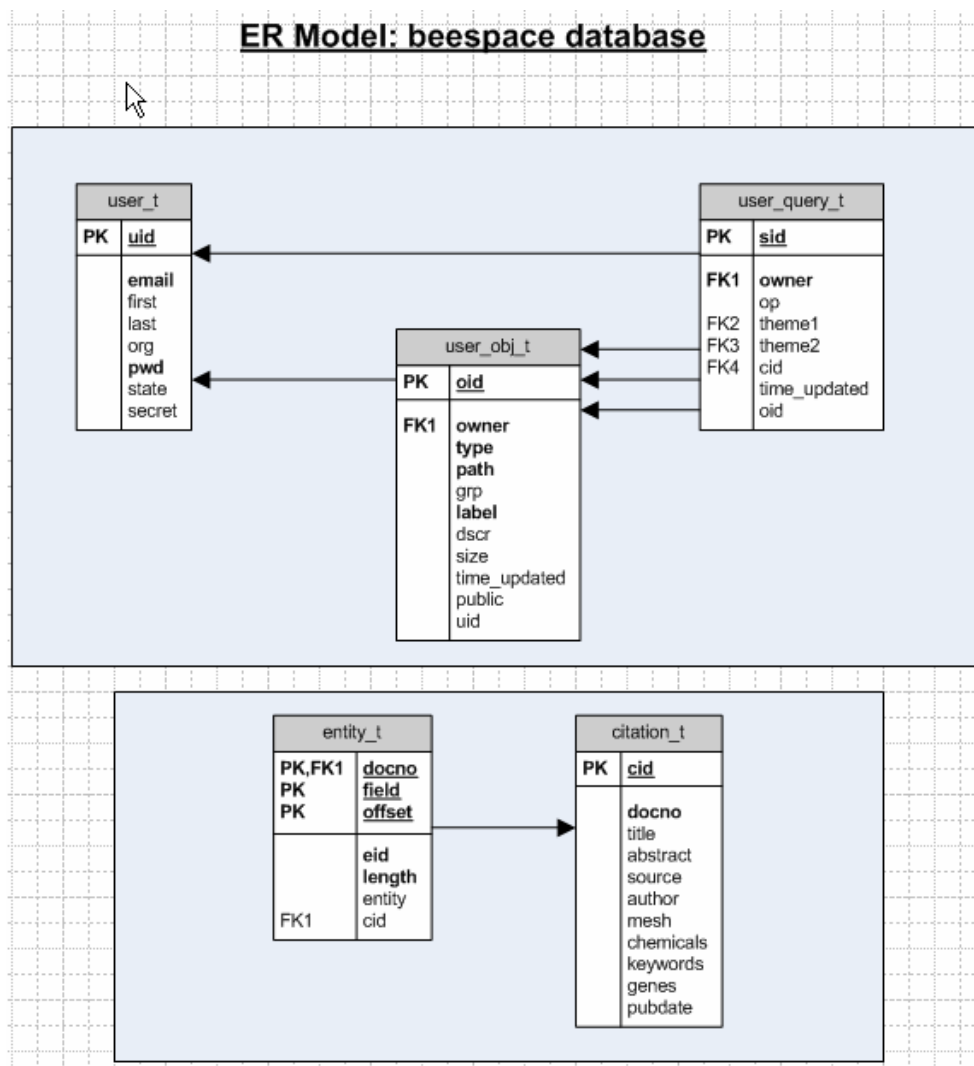 ER Model: beespace database
user_t
PK uid
email
first
last
org
pwd
state
secret
user_query_t
PK sid
FK1 owner
op
FK2 theme1
FK3 theme2
FK4 cid
time_updated
oid
user_obj_t
PK oid
FK1 owner
type
path
grp
label
dscr
size
time_updated
public
uid
entity_t
PK,FK1 docno
PK field
PK offset
eid
length
entity
FK1 cid
citation_t
PK cid
docno
title
abstract
source
author
mesh
chemicals
keywords
genes
pubdate